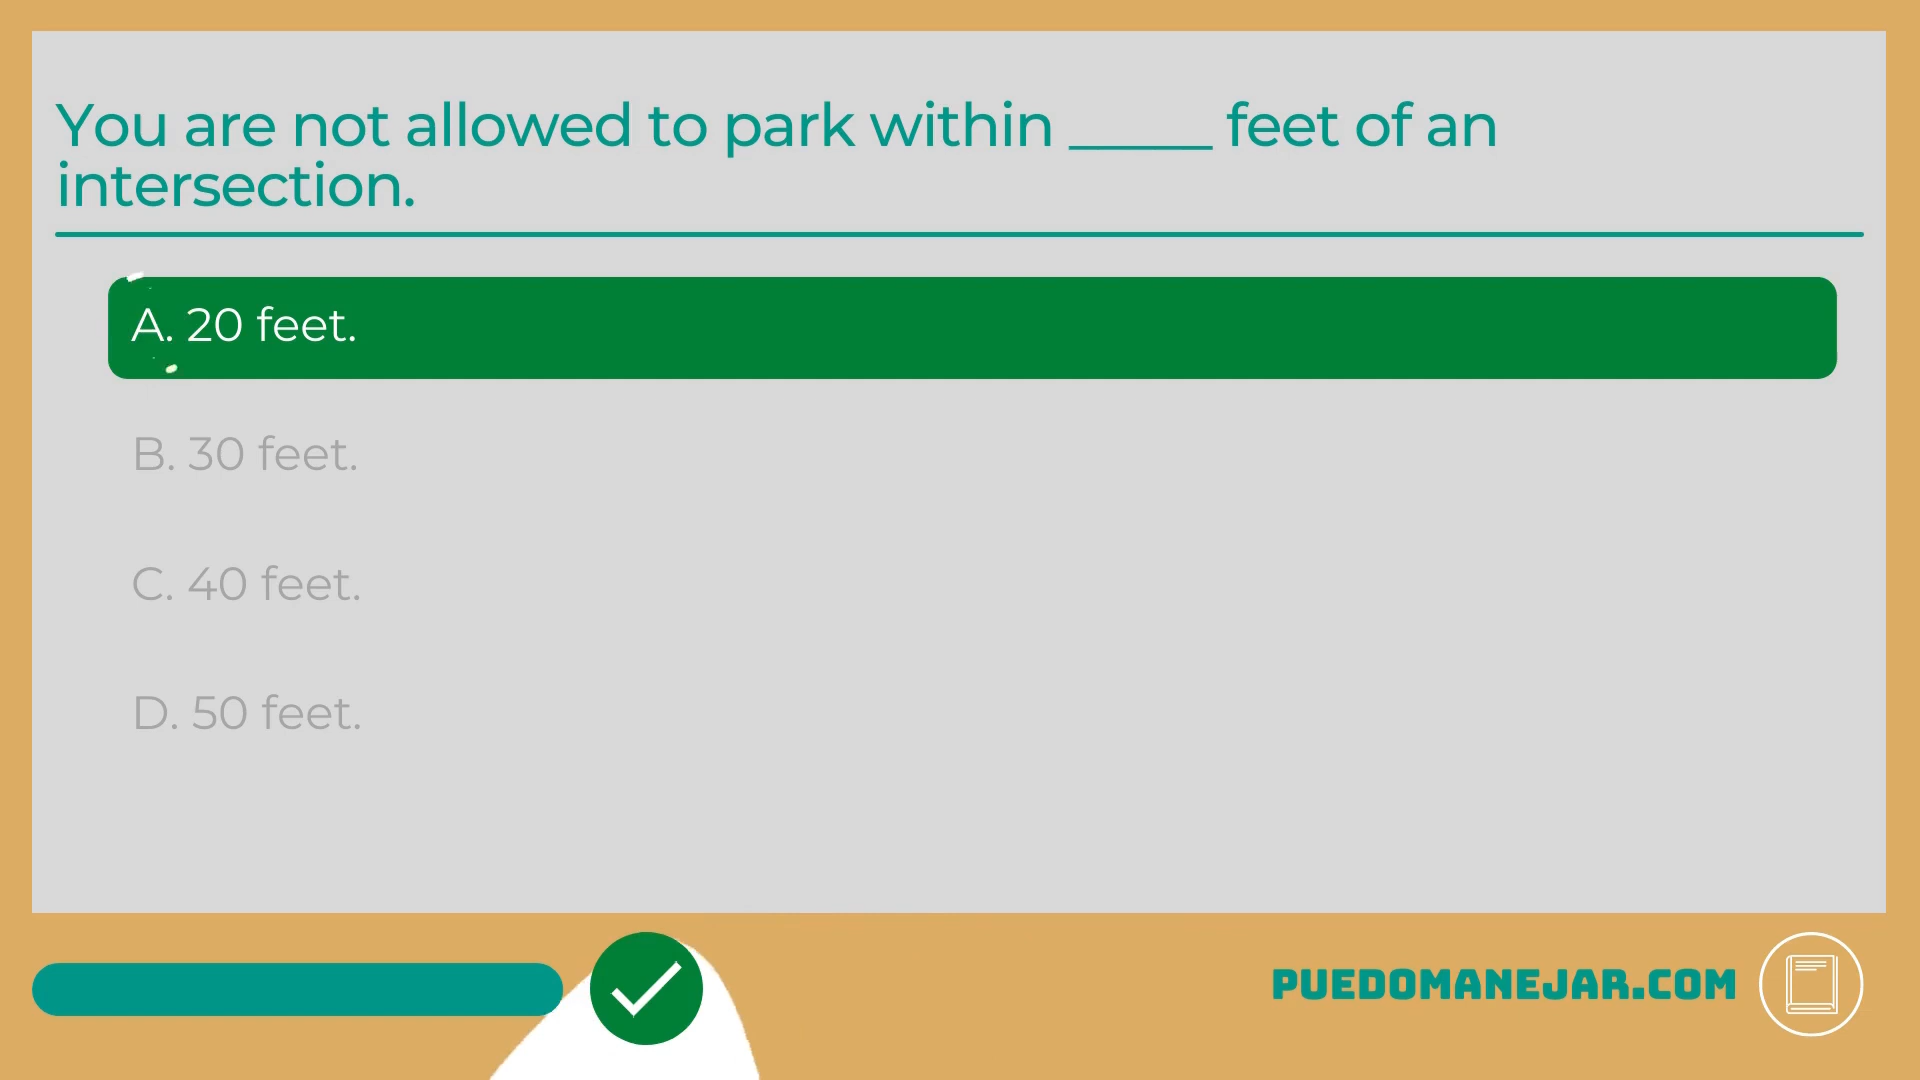 You are not allowed to park within _____ feet of an
intersection.
A. 20 feet.
B. 30 feet.
C. 40 feet.
D. 50 feet.
PUEDOMANEJAR.COM